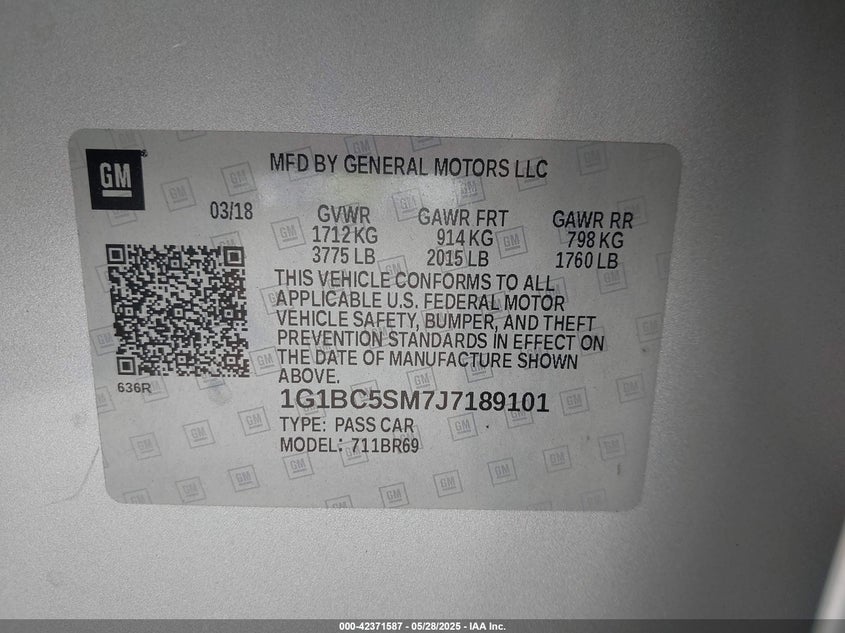 GM
MFD BY GENERAL MOTORS LLC
03/18
GVWR GAWR FRT GAWR RR
1712 KG 914 KG 798 KG
3775 LB 2015 LB 1760 LB
THIS VEHICLE CONFORMS TO ALL
APPLICABLE U.S. FEDERAL MOTOR
VEHICLE SAFETY, BUMPER, AND THEFT
PREVENTION STANDARDS IN EFFECT ON
THE DATE OF MANUFACTURE SHOWN
ABOVE.
636R
1G1BC5SM7J7189101
TYPE: PASS CAR
MODEL: 711BR69
000-42371587 - 05/28/2025 - IAA Inc.